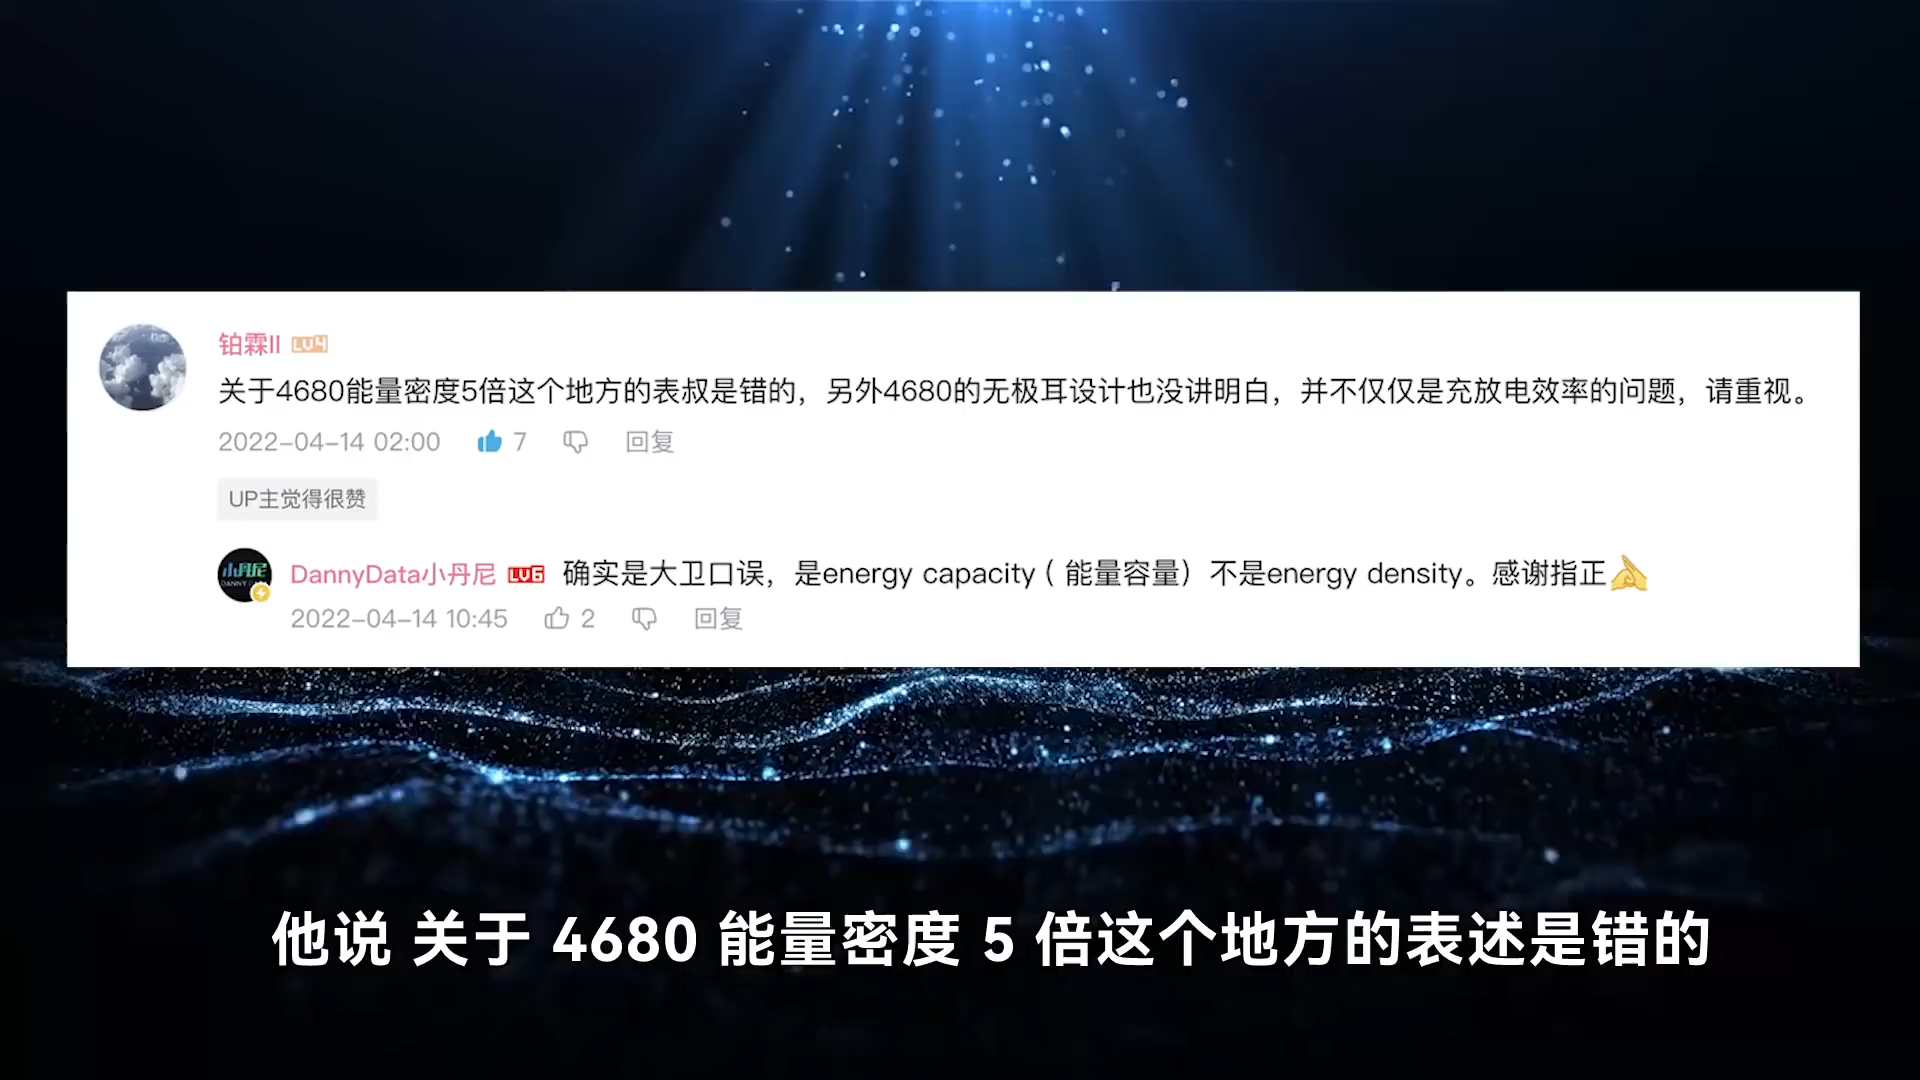 铂霖II LV4
关于4680能量密度5倍这个地方的表叔是错的，另外4680的无极耳设计也没讲明白，并不仅仅是充放电效率的问题，请重视。
2022-04-14 02:00 7 回复
UP主觉得很赞
小丹尼
DANNY DATA
DannyData小丹尼 LV6 确实是大卫口误，是energy capacity（能量容量）不是energy density。感谢指正
2022-04-14 10:45 2 回复
他说 关于 4680 能量密度 5 倍这个地方的表述是错的